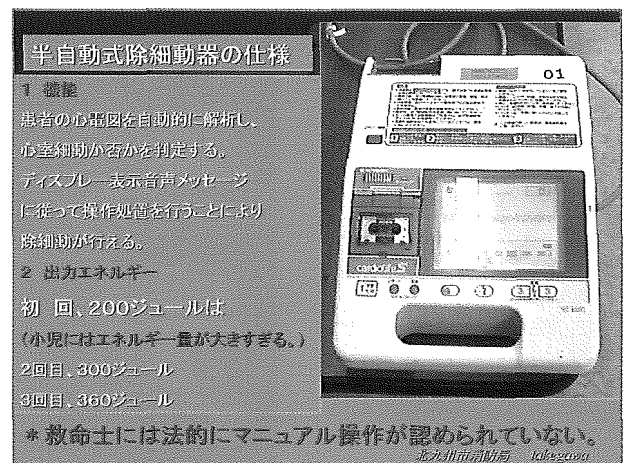 半自動式除細動器の仕様
1 機能
患者の心電図を自動的に解析し、
心室細動か否かを判定する。
ディスプレー表示音声メッセージ
に従って操作処置を行うことにより
除細動が行える。
2 出力エネルギー
初 回、200ジュールは
(小児にはエネルギー量が大きすぎる。)
2回目、300ジュール
3回目、360ジュール
*救命士には法的にマニュアル操作が認められていない。
北九州市消防局 takegawa
01